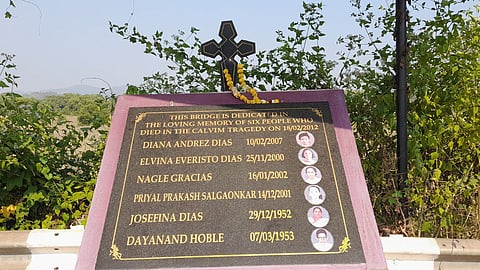 THIS BRIDGE IS DEDICATED IN
THE LOVING MEMORY OF SIX PEOPLE WHO
DIED IN THE CALVIM TRAGEDY ON 18/02/2012
DIANA ANDREZ DIAS 10/02/2007
ELVINA EVERISTO DIAS 25/11/2000
NAGLE GRACIAS 16/01/2002
PRIYAL PRAKASH SALGAONKAR 14/12/2001
JOSEFINA DIAS 29/12/1952
DAYANAND HOBLE 07/03/1953